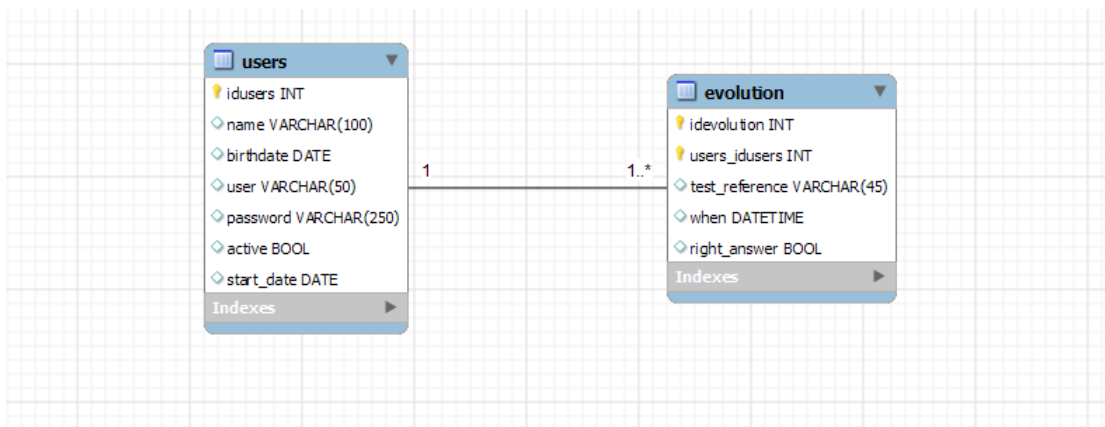 users
idusers INT
name VARCHAR(100)
birthdate DATE
user VARCHAR(50)
password VARCHAR(250)
active BOOL
start_date DATE
Indexes
1
1..*
evolution
idevolution INT
users_idusers INT
test_reference VARCHAR(45)
when DATETIME
right_answer BOOL
Indexes